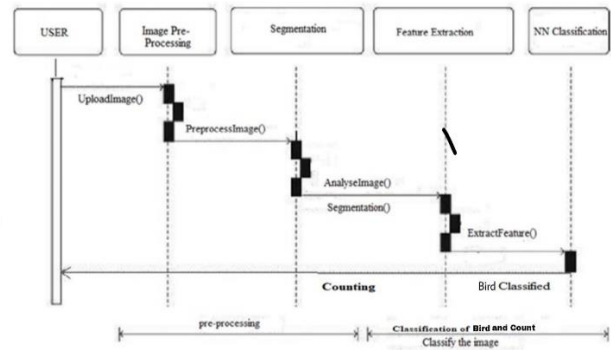 USER
Image Pre-
Processing
Segmentation
Feature Extraction
NN Classification
UploadImage()
PreprocessImage()
AnalyseImage()
Segmentation()
ExtractFeature()
Counting
Bird Classified
pre-processing
Classification of Bird and Count
Classify the image